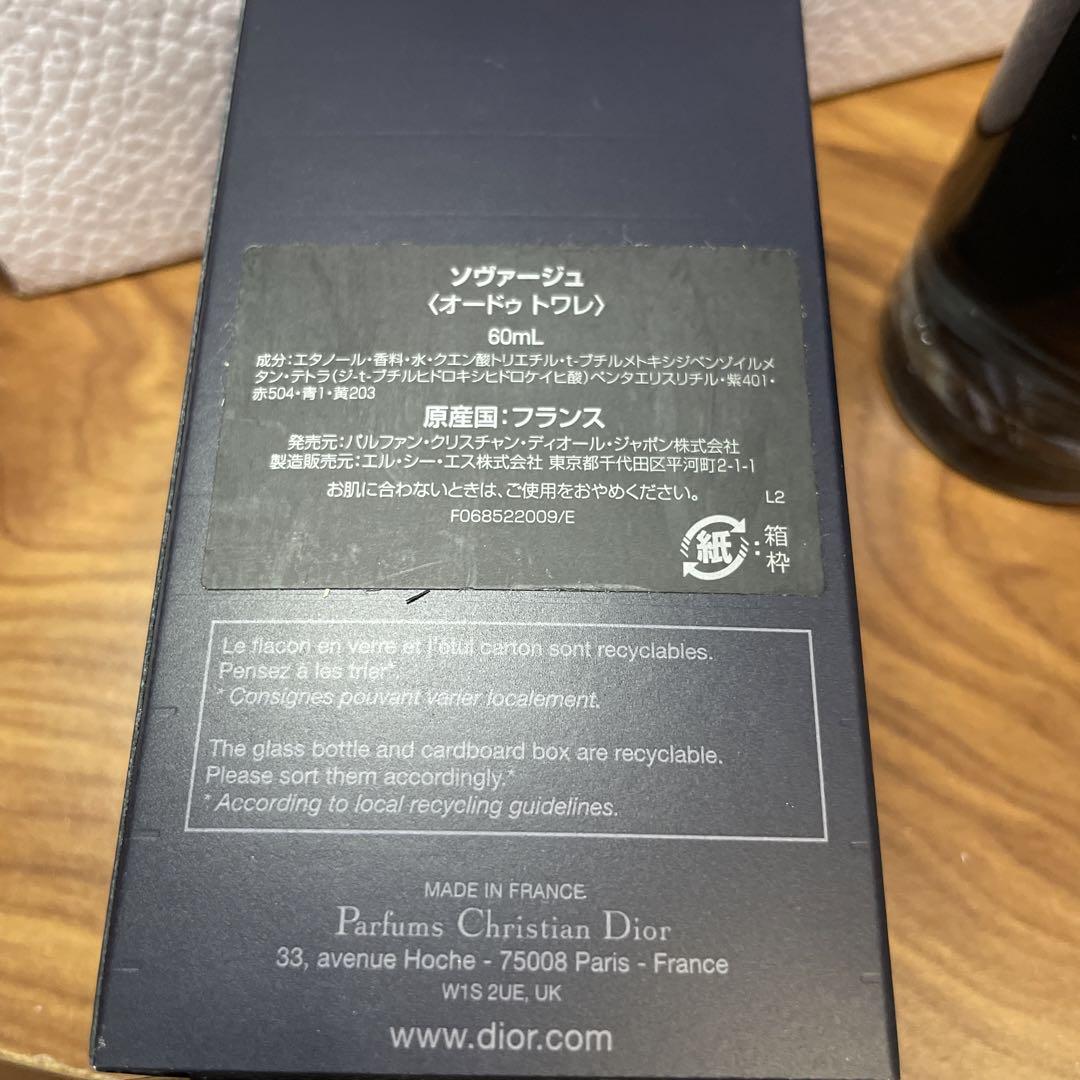 ソヴァージュ
〈オードゥ トワレ〉
60mL
成分：エタノール・香料・水・クエン酸トリエチル・t-ブチルメトキシジベンゾイルメ
タン・テトラ（ジ-t-ブチルヒドロキシヒドロケイヒ酸）ペンタエリスリチル・紫401・
赤504・青1・黄203
原産国：フランス
発売元：パルファン・クリスチャン・ディオール・ジャポン株式会社
製造販売元：エル・シー・エス株式会社 東京都千代田区平河町2-1-1
お肌に合わないときは、ご使用をおやめください。
L2
F068522009/E
紙：箱
枠
Le flacon en verre et l'étui carton sont recyclables.
Pensez à les trier*.
* Consignes pouvant varier localement.
The glass bottle and cardboard box are recyclable.
Please sort them accordingly.*
* According to local recycling guidelines.
MADE IN FRANCE
Parfums Christian Dior
33, avenue Hoche - 75008 Paris - France
W1S 2UE, UK
www.dior.com